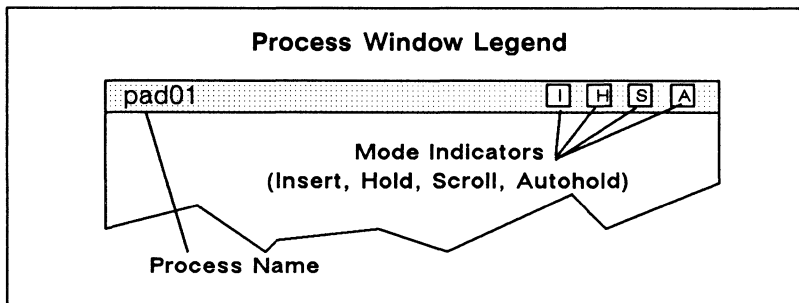 Process Window Legend
pad01 I H S A
Mode Indicators
(Insert, Hold, Scroll, Autohold)
Process Name